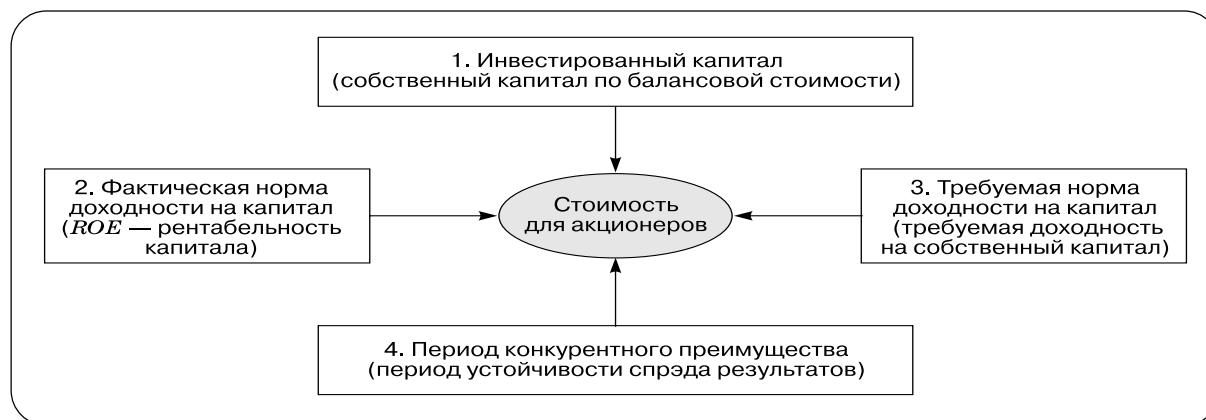 1. Инвестированный капитал
(собственный капитал по балансовой стоимости)
2. Фактическая норма
доходности на капитал
(ROE — рентабельность
капитала)
Стоимость
для акционеров
3. Требуемая норма
доходности на капитал
(требуемая доходность
на собственный капитал)
4. Период конкурентного преимущества
(период устойчивости спрэда результатов)